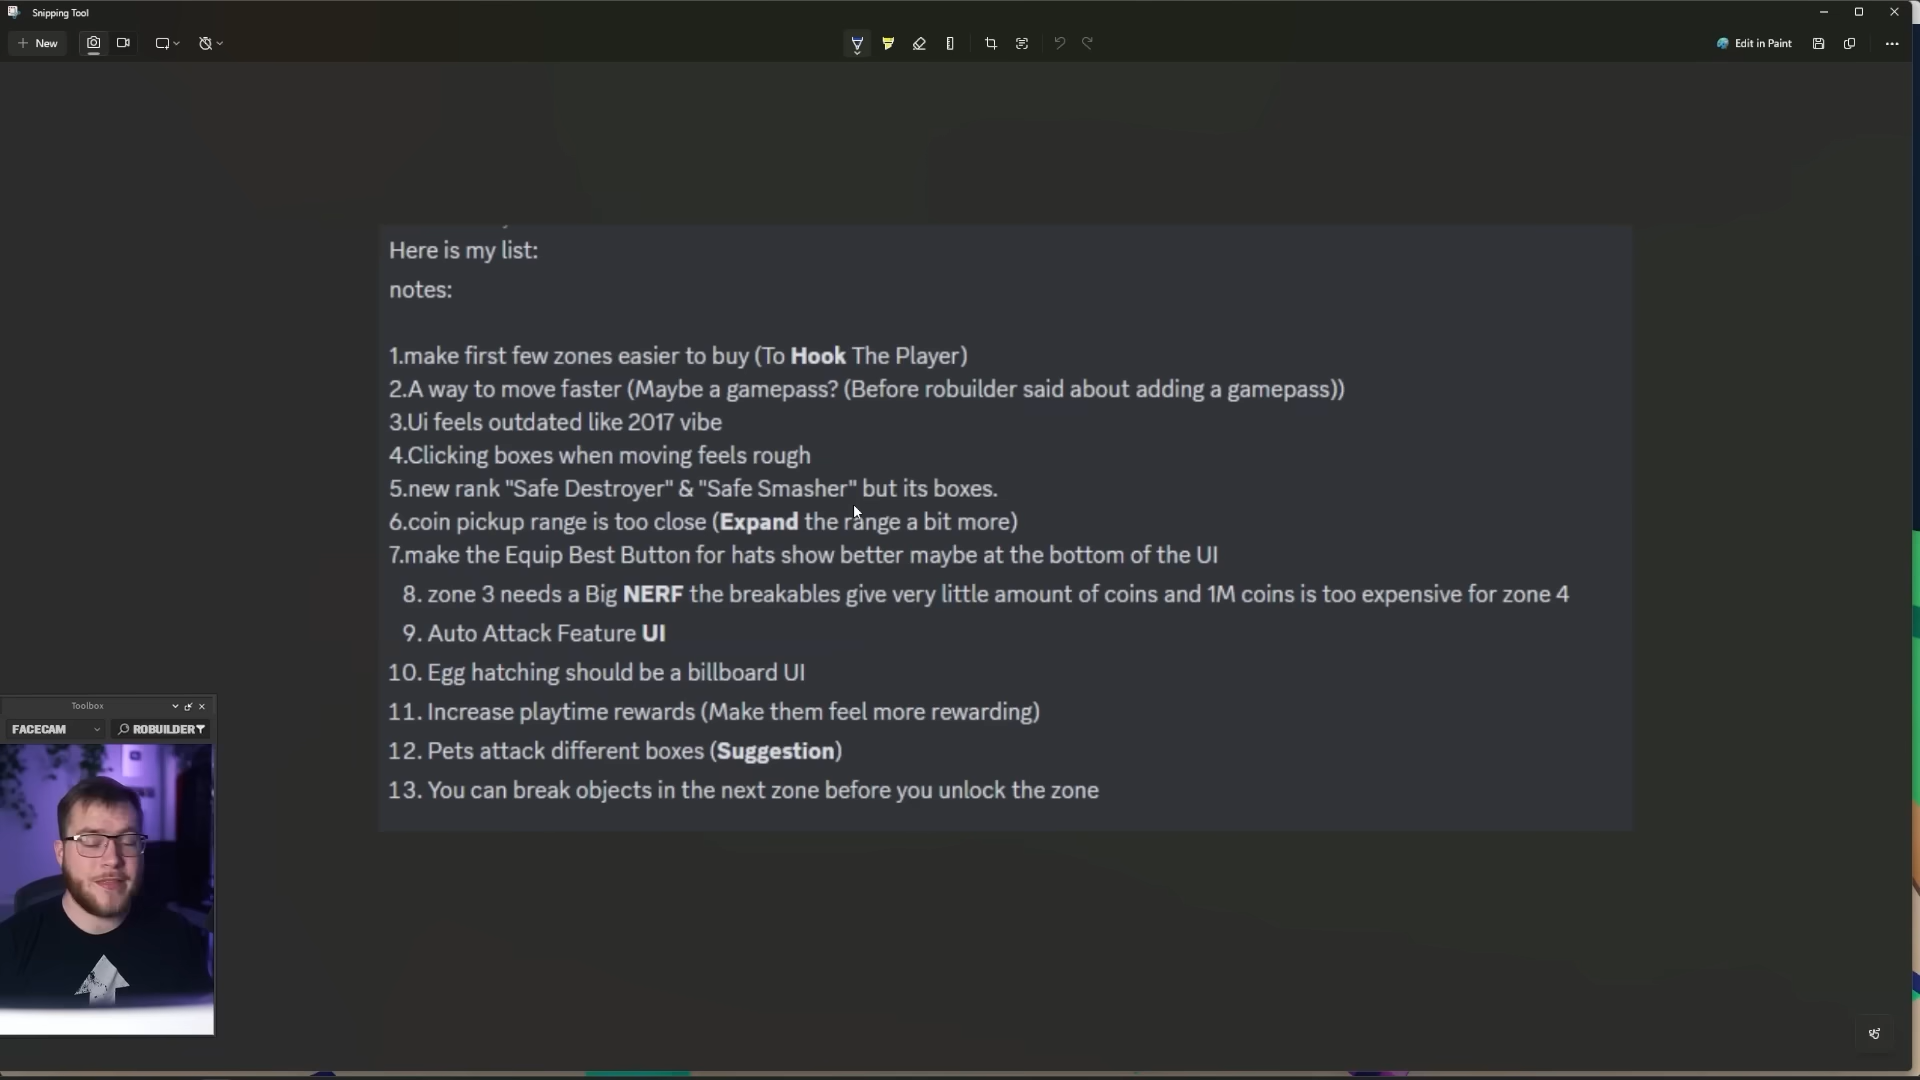 Snipping Tool
New
Edit in Paint
Here is my list:
notes:
1.make first few zones easier to buy (To Hook The Player)
2.A way to move faster (Maybe a gamepass? (Before robuilder said about adding a gamepass))
3.Ui feels outdated like 2017 vibe
4.Clicking boxes when moving feels rough
5.new rank "Safe Destroyer" & "Safe Smasher" but its boxes.
6.coin pickup range is too close (Expand the range a bit more)
7.make the Equip Best Button for hats show better maybe at the bottom of the UI
8. zone 3 needs a Big NERF the breakables give very little amount of coins and 1M coins is too expensive for zone 4
9. Auto Attack Feature UI
10. Egg hatching should be a billboard UI
11. Increase playtime rewards (Make them feel more rewarding)
12. Pets attack different boxes (Suggestion)
13. You can break objects in the next zone before you unlock the zone
Toolbox
FACECAM
ROBUILDER